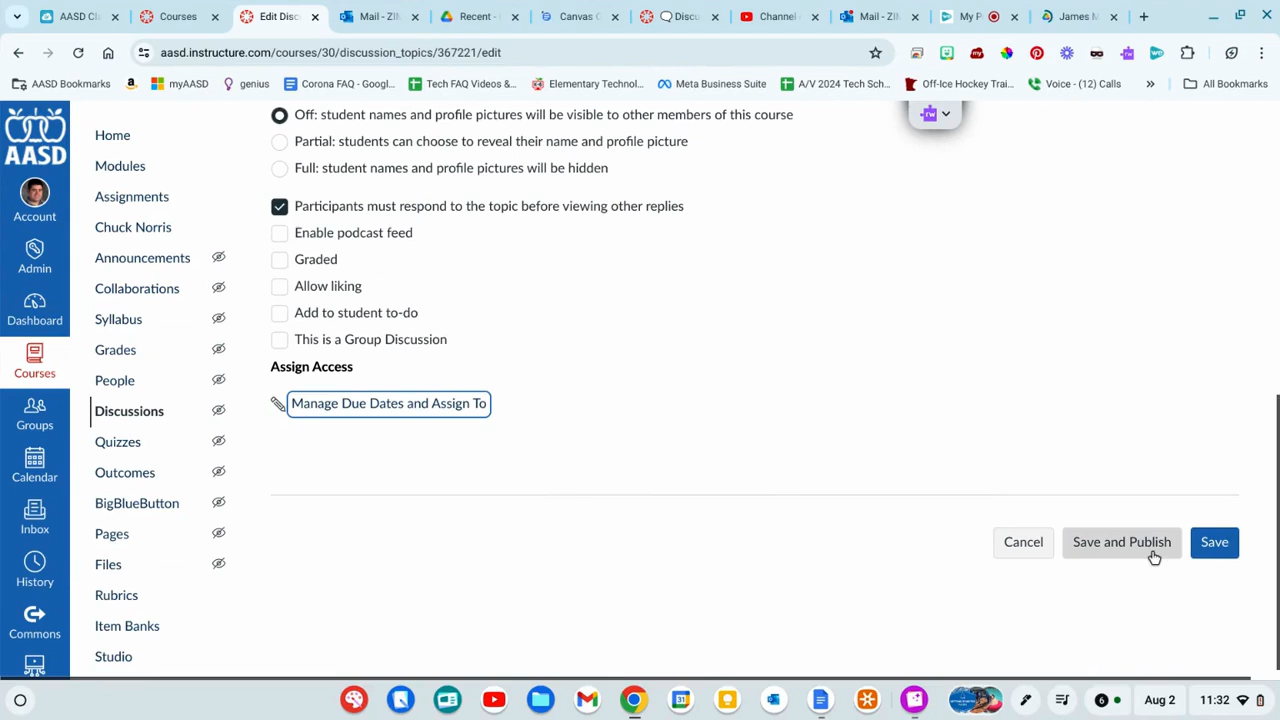 AASD Cl
Courses
Edit Disc
Mail - ZIM
Recent -
Canvas C
Discu
Channel
Mail - ZIM
My P
James M
aasd.instructure.com/courses/30/discussion_topics/367221/edit
AASD Bookmarks
myAASD
genius
Corona FAQ - Googl...
Tech FAQ Videos &...
Elementary Technol...
Meta Business Suite
A/V 2024 Tech Sch...
Off-Ice Hockey Trai...
Voice - (12) Calls
All Bookmarks
AASD
Account
Admin
Dashboard
Courses
Groups
Calendar
Inbox
History
Commons
Home
Modules
Assignments
Chuck Norris
Announcements
Collaborations
Syllabus
Grades
People
Discussions
Quizzes
Outcomes
BigBlueButton
Pages
Files
Rubrics
Item Banks
Studio
Off: student names and profile pictures will be visible to other members of this course
Partial: students can choose to reveal their name and profile picture
Full: student names and profile pictures will be hidden
Participants must respond to the topic before viewing other replies
Enable podcast feed
Graded
Allow liking
Add to student to-do
This is a Group Discussion
Assign Access
Manage Due Dates and Assign To
Cancel
Save and Publish
Save
rw
6
Aug 2
11:32